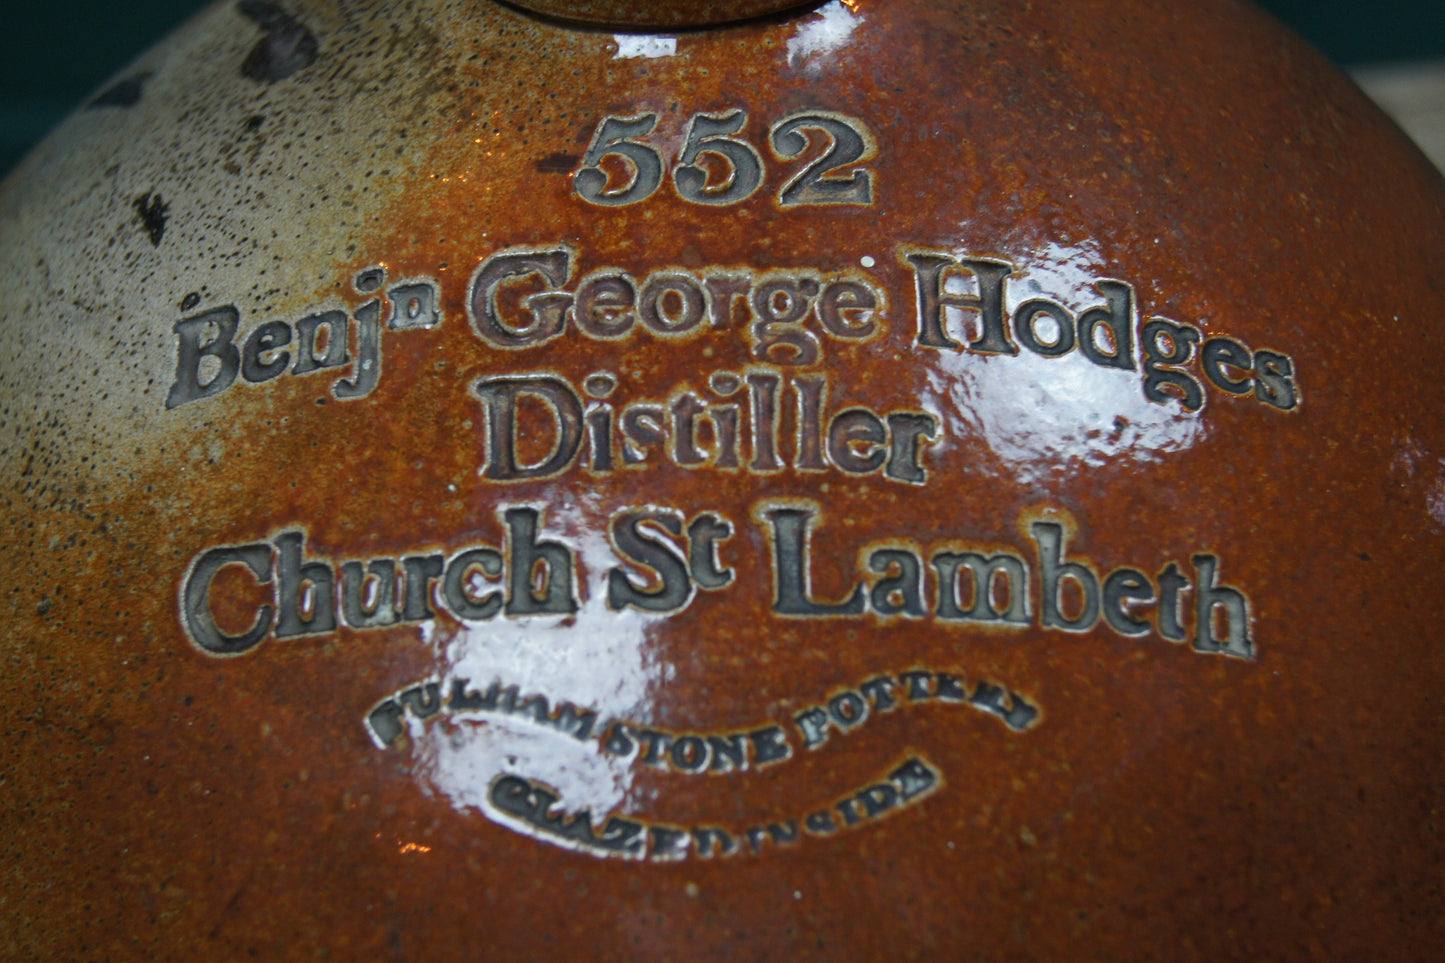 552
Benjn George Hodges
Distiller
Church St Lambeth
FULHAM STONE POTTERY
GLAZED INSIDE